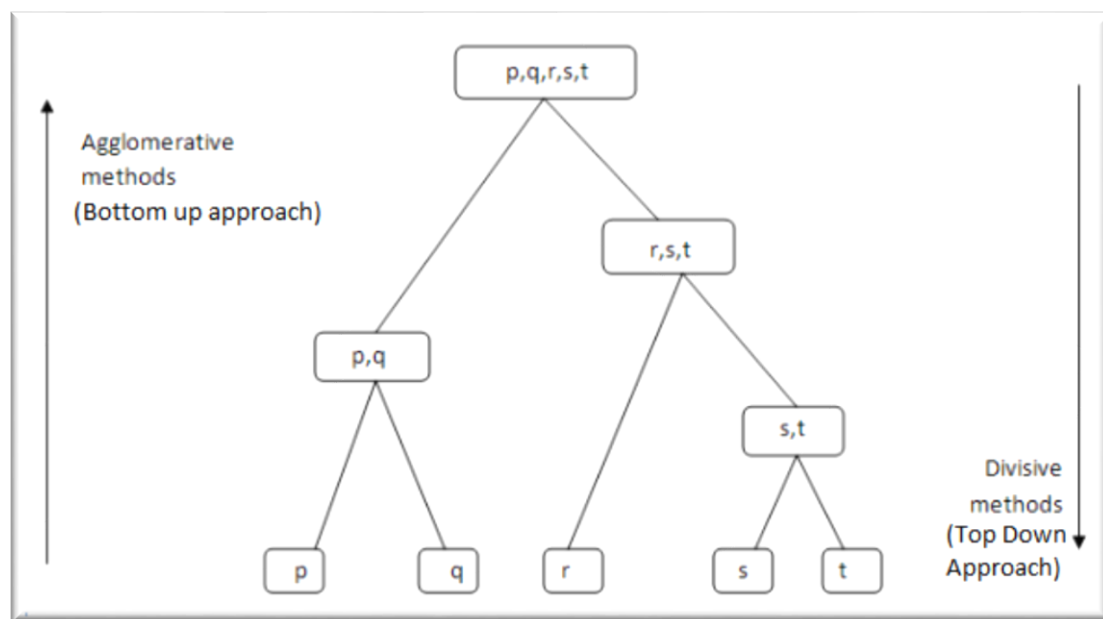 p,q,r,s,t
Agglomerative
methods
(Bottom up approach)
r,s,t
p,q
s,t
Divisive
methods
(Top Down
Approach)
p
q
r
s
t